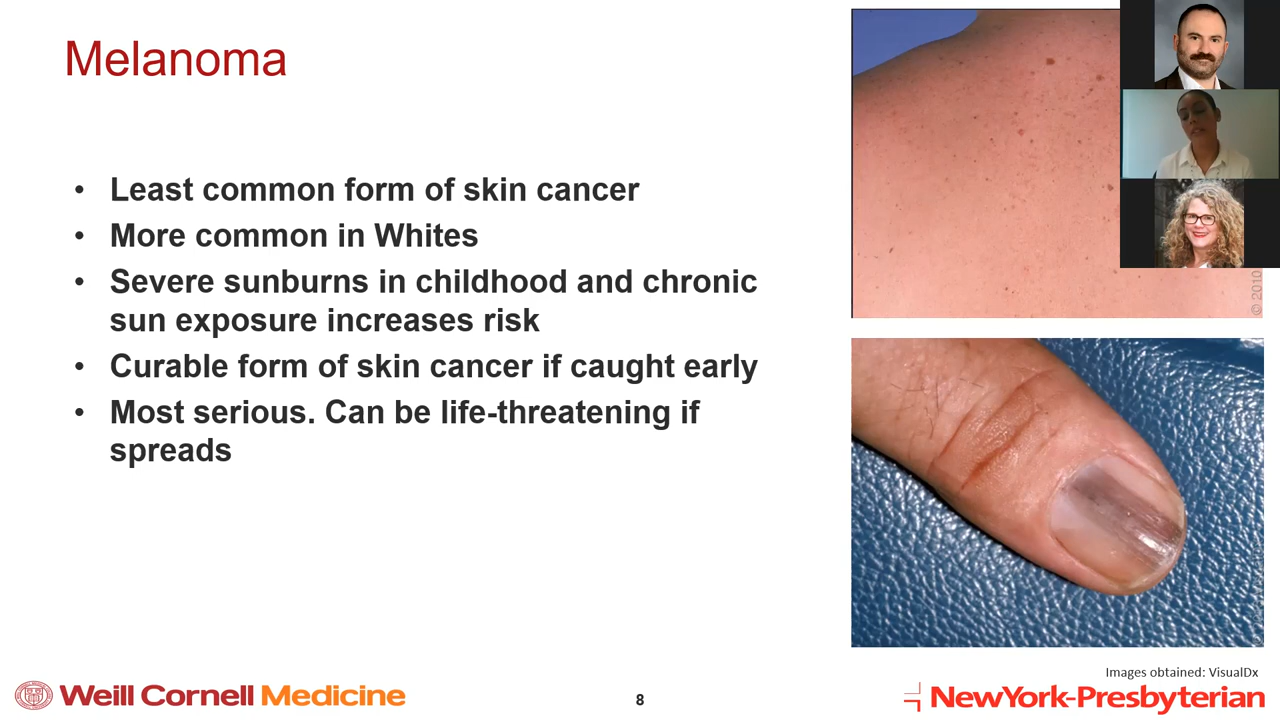 Melanoma
• Least common form of skin cancer
• More common in Whites
• Severe sunburns in childhood and chronic
sun exposure increases risk
• Curable form of skin cancer if caught early
• Most serious. Can be life-threatening if
spreads
© 2010
Images obtained: VisualDx
Weill Cornell Medicine
8
NewYork-Presbyterian